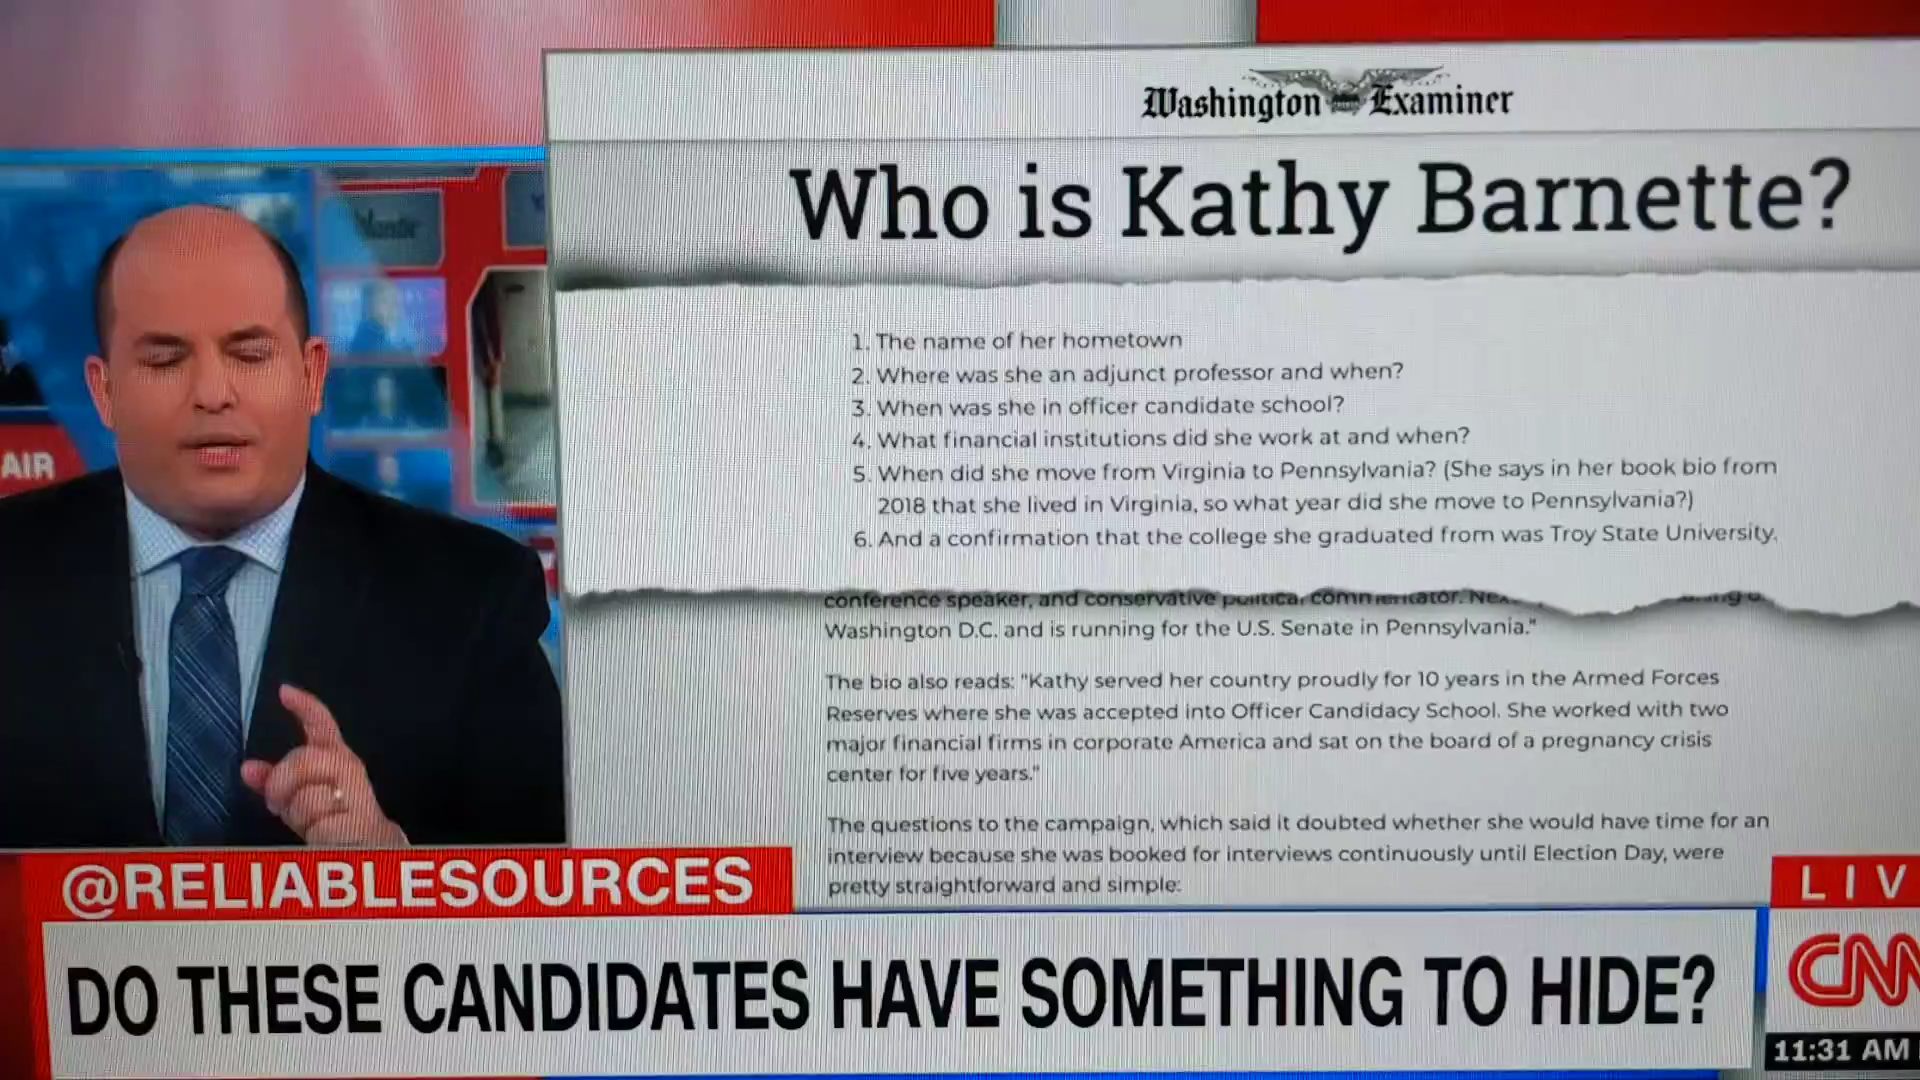 Washington Examiner
Who is Kathy Barnette?
1. The name of her hometown
2. Where was she an adjunct professor and when?
3. When was she in officer candidate school?
4. What financial institutions did she work at and when?
5. When did she move from Virginia to Pennsylvania? (She says in her book bio from
2018 that she lived in Virginia, so what year did she move to Pennsylvania?)
6. And a confirmation that the college she graduated from was Troy State University.
conference speaker, and conservative political commentator.
Washington D.C. and is running for the U.S. Senate in Pennsylvania."
The bio also reads: "Kathy served her country proudly for 10 years in the Armed Forces
Reserves where she was accepted into Officer Candidacy School. She worked with two
major financial firms in corporate America and sat on the board of a pregnancy crisis
center for five years."
The questions to the campaign, which said it doubted whether she would have time for an
interview because she was booked for interviews continuously until Election Day, were
pretty straightforward and simple:
AIR
@RELIABLESOURCES
DO THESE CANDIDATES HAVE SOMETHING TO HIDE?
LIV
CNN
11:31 AM